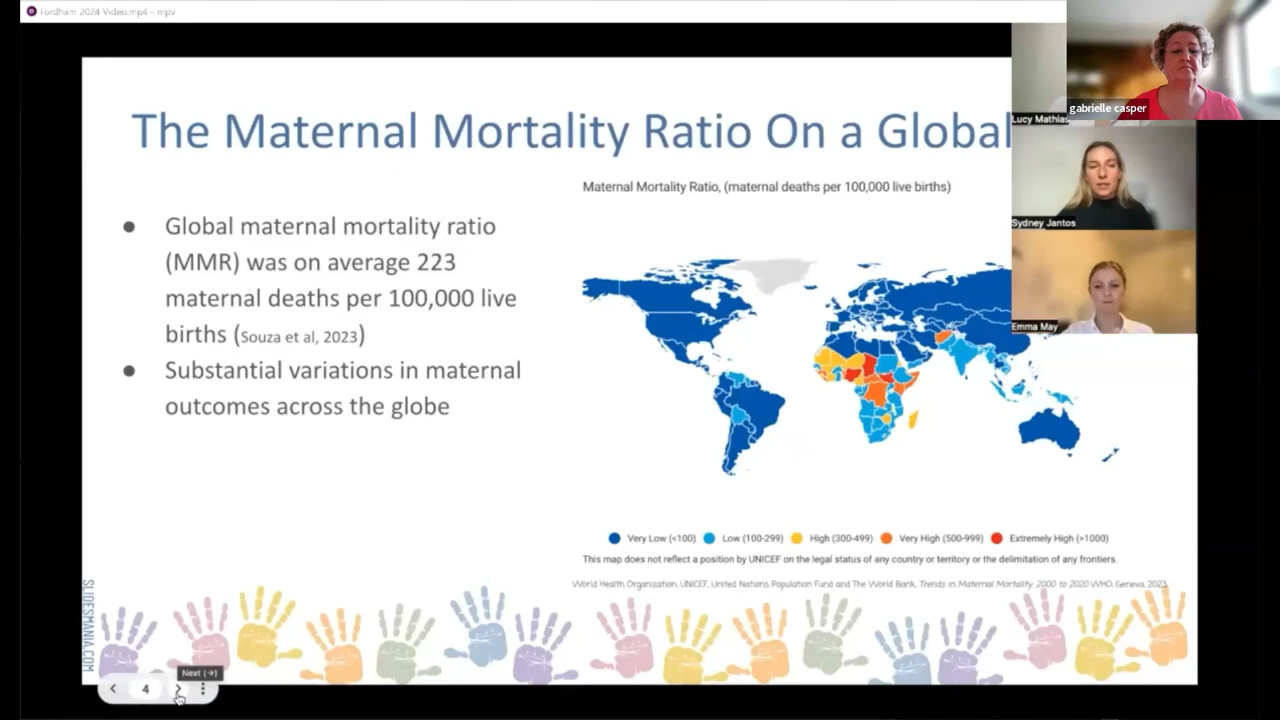 Fordham 2024 Video.mp4 - mpv
gabrielle casper
Lucy Mathias
Sydney Jantos
Emma May
The Maternal Mortality Ratio On a Global
Maternal Mortality Ratio, (maternal deaths per 100,000 live births)
● Global maternal mortality ratio
(MMR) was on average 223
maternal deaths per 100,000 live
births (Souza et al, 2023)
● Substantial variations in maternal
outcomes across the globe
Very Low (<100) Low (100-299) High (300-499) Very High (500-999) Extremely High (>1000)
This map does not reflect a position by UNICEF on the legal status of any country or territory or the delimitation of any frontiers.
World Health Organization, UNICEF, United Nations Population Fund and The World Bank, Trends in Maternal Mortality: 2000 to 2020 WHO, Geneva, 2023
SLIDESMANIA.COM
Next (→)
4